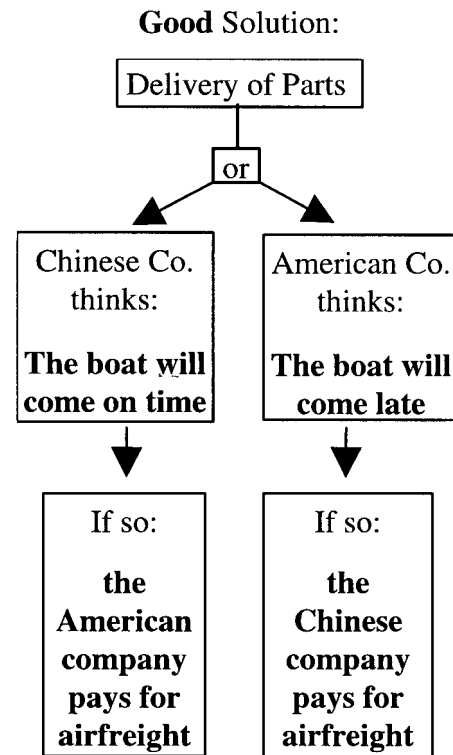 Good Solution:
Delivery of Parts
or
Chinese Co.
thinks:
The boat will
come on time
American Co.
thinks:
The boat will
come late
If so:
the
American
company
pays for
airfreight
If so:
the
Chinese
company
pays for
airfreight